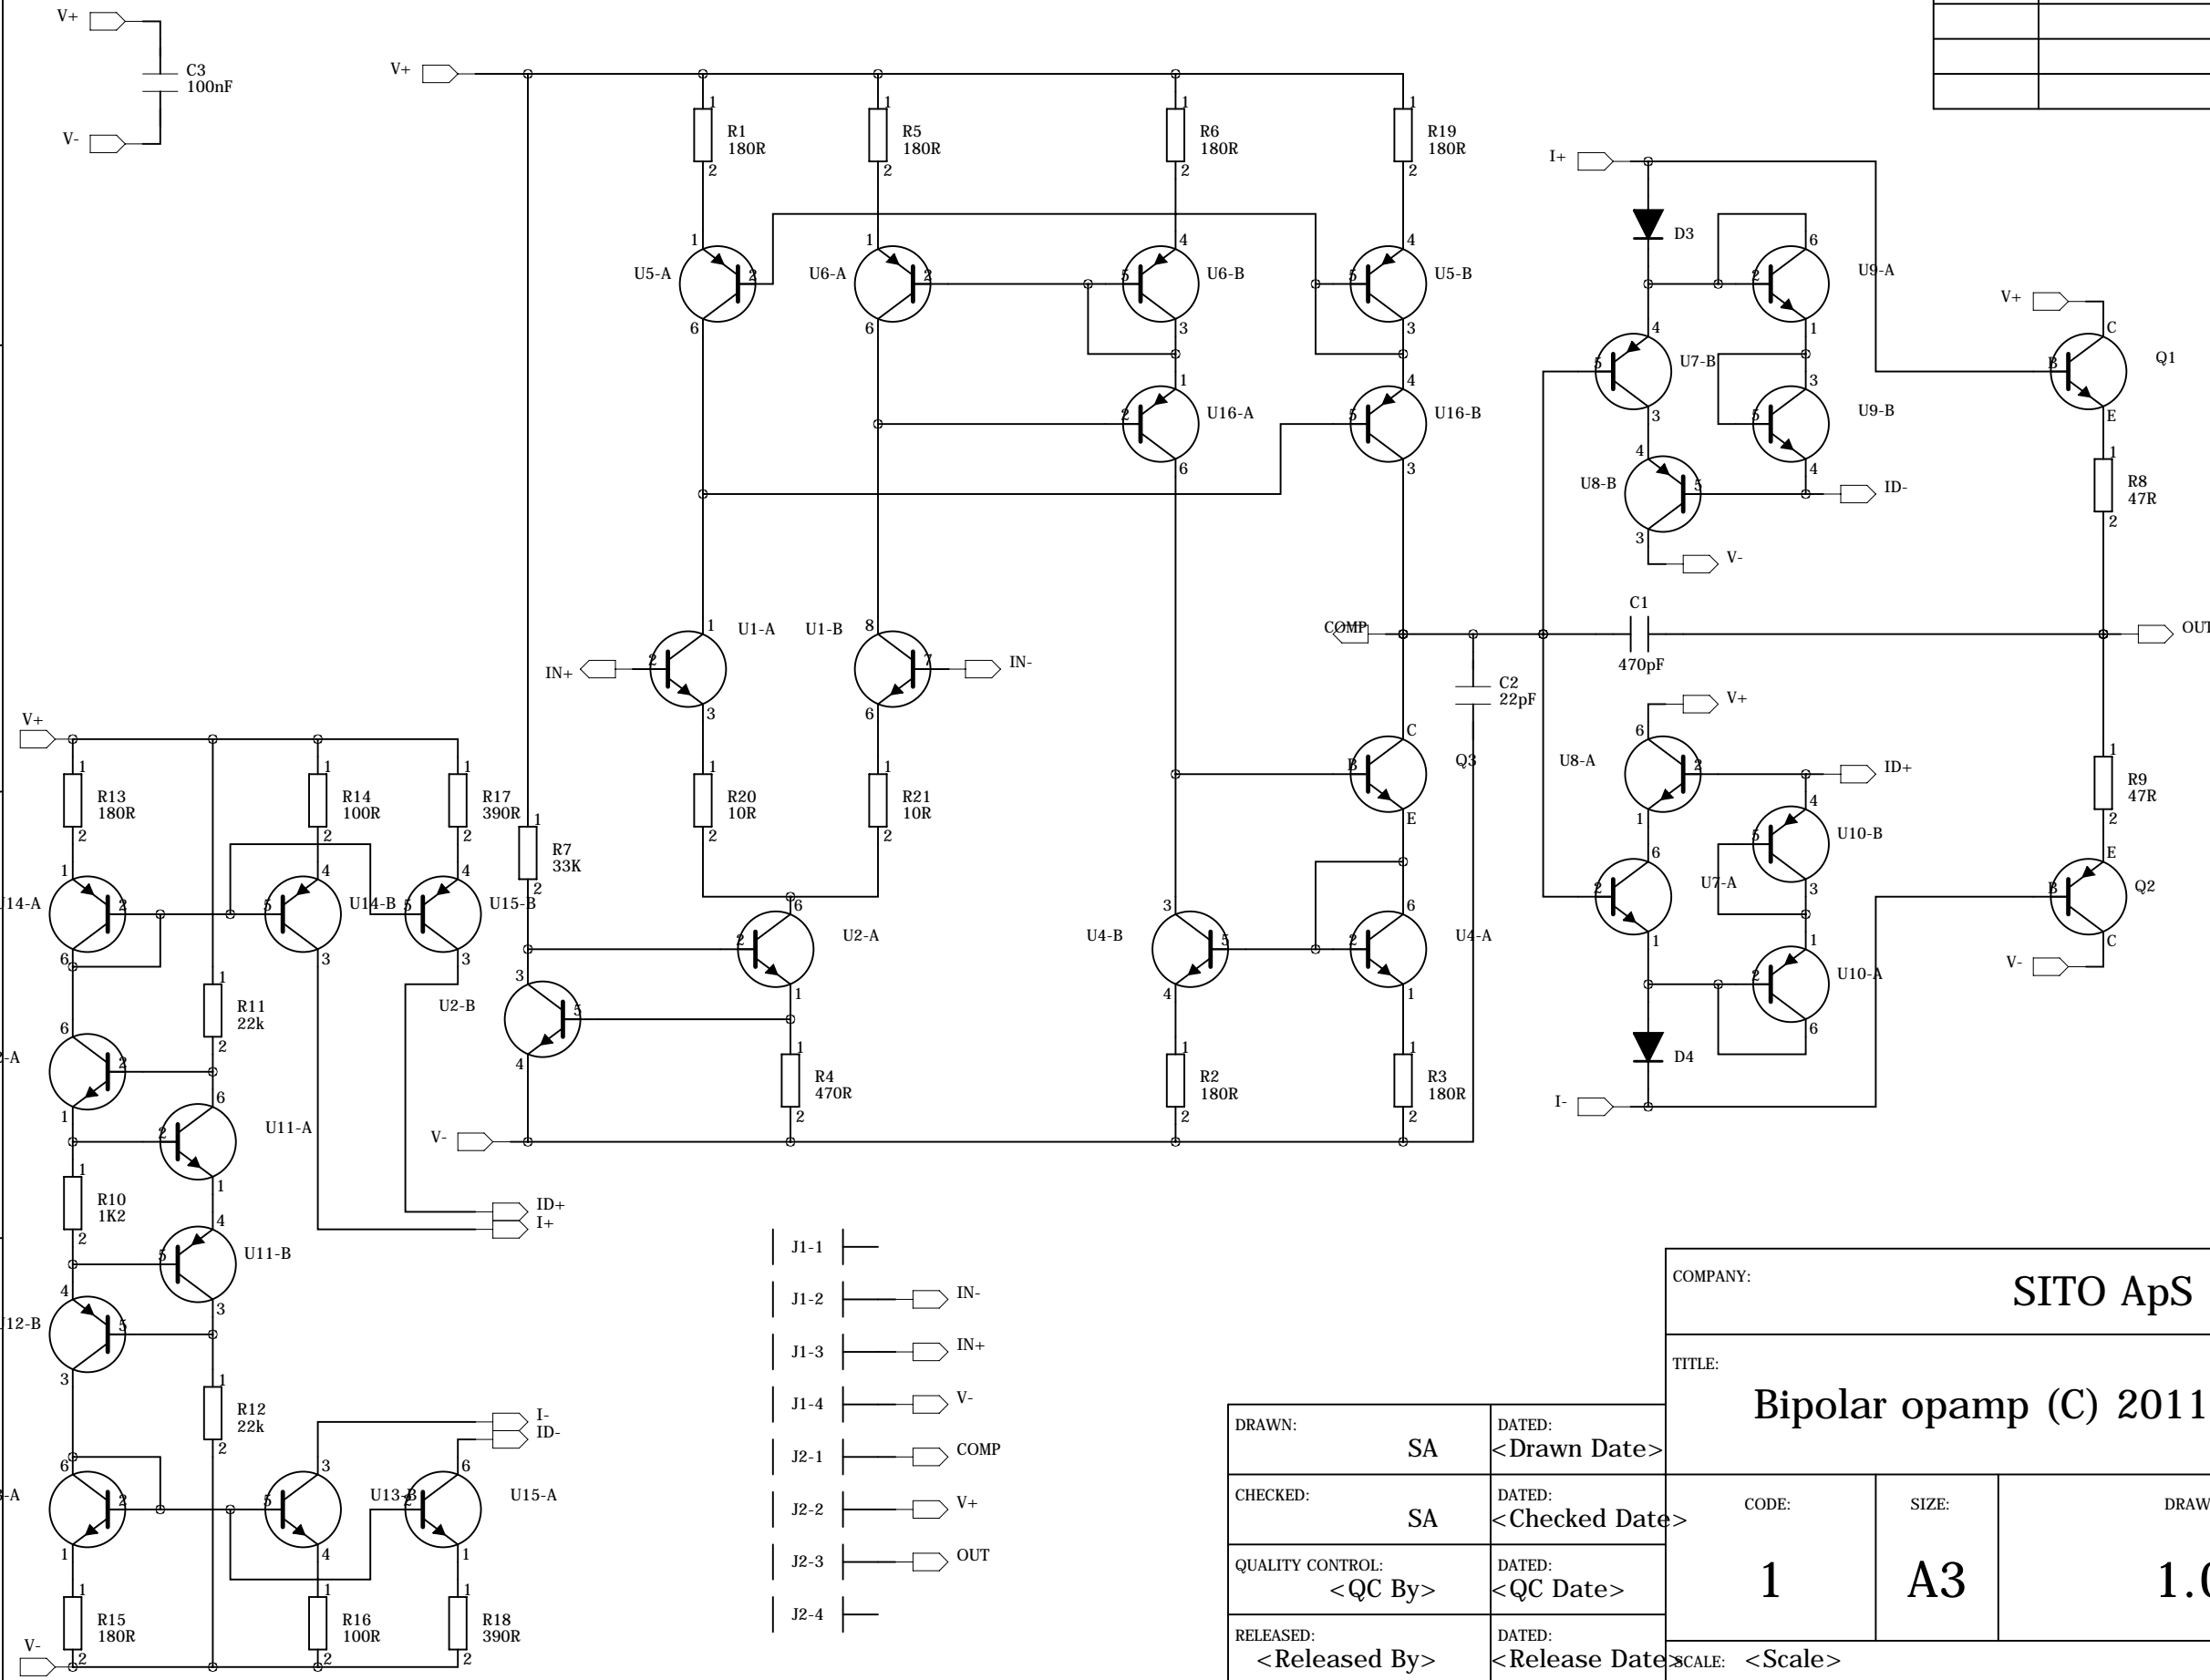 V+
C3
100nF
V-
V+
R1
180R
R5
180R
R6
180R
R19
180R
I+
D3
U5-A
U6-A
U6-B
U5-B
U9-A
U7-B
V+
Q1
U16-A
U16-B
U9-B
U8-B
ID-
R8
47R
V-
C1
470pF
COMP
OUT
U1-A
U1-B
IN+
IN-
C2
22pF
V+
V+
R13
180R
R14
100R
R17
390R
R7
33K
R20
10R
R21
10R
Q3
U8-A
ID+
R9
47R
U10-B
U7-A
Q2
U14-A
U14-B
U15-B
U2-A
U4-B
U4-A
U10-A
V-
R11
22k
U2-B
-A
R4
470R
R2
180R
R3
180R
D4
I-
U11-A
V-
R10
1K2
ID+
I+
U11-B
U12-B
R12
22k
I-
ID-
-A
U13-B
U15-A
R15
180R
R16
100R
R18
390R
V-
J1-1
J1-2 IN-
J1-3 IN+
J1-4 V-
J2-1 COMP
J2-2 V+
J2-3 OUT
J2-4
COMPANY:
SITO ApS
TITLE:
Bipolar opamp (C) 2011
DRAWN:
SA
DATED:
<Drawn Date>
CHECKED:
SA
DATED:
<Checked Date>
QUALITY CONTROL:
<QC By>
DATED:
<QC Date>
RELEASED:
<Released By>
DATED:
<Release Date>
CODE:
1
SIZE:
A3
DRAW
1.0
SCALE: <Scale>